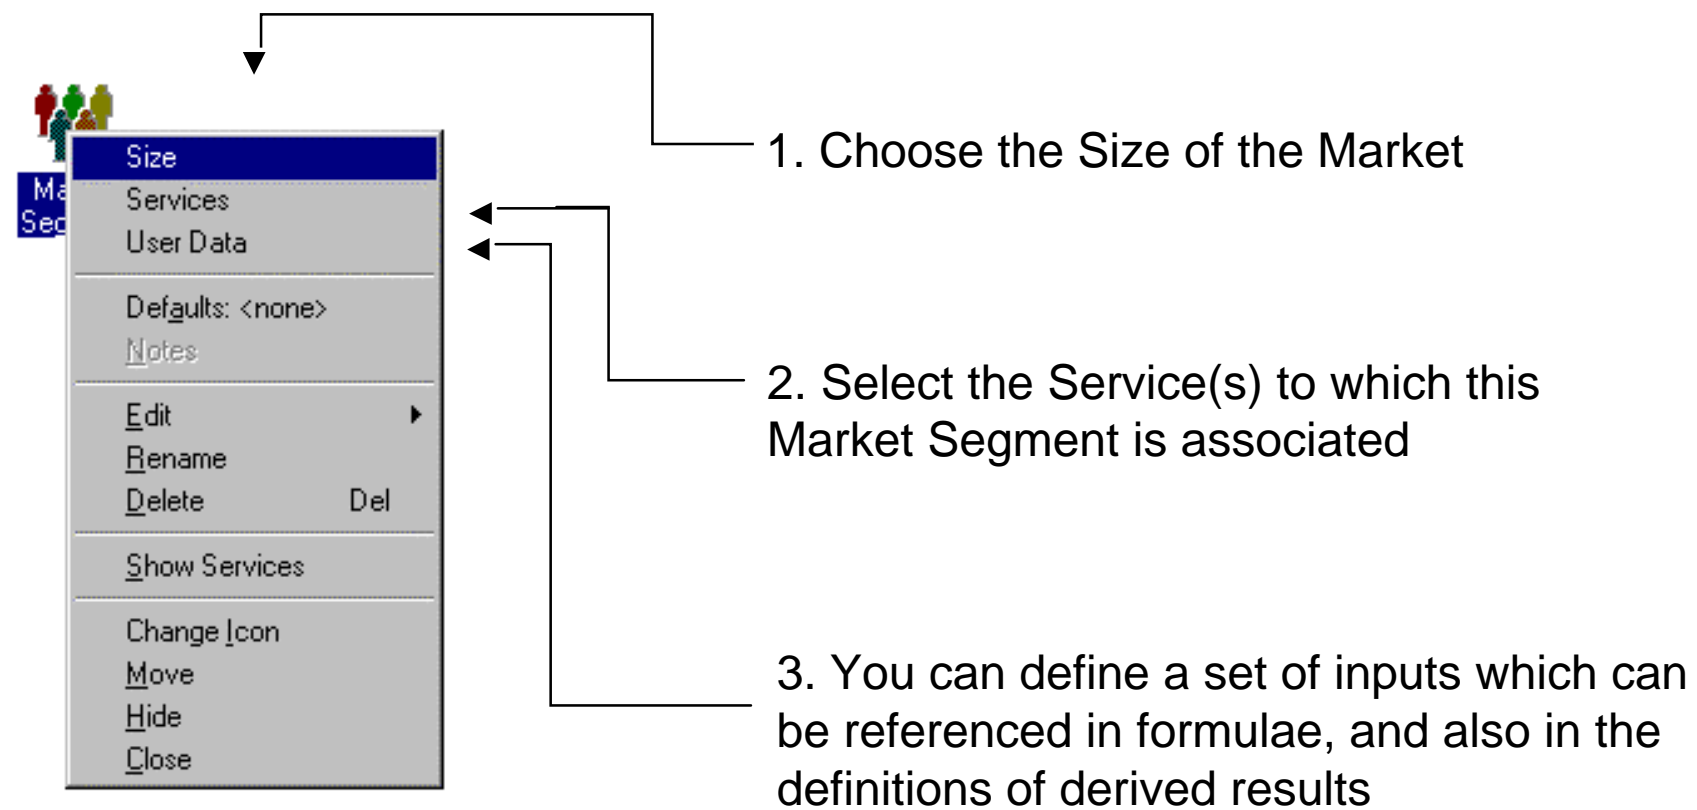 Size
Ma
Seg
Services
User Data
Defaults: <none>
Notes
Edit
Rename
Delete Del
Show Services
Change Icon
Move
Hide
Close
1. Choose the Size of the Market
2. Select the Service(s) to which this
Market Segment is associated
3. You can define a set of inputs which can
be referenced in formulae, and also in the
definitions of derived results